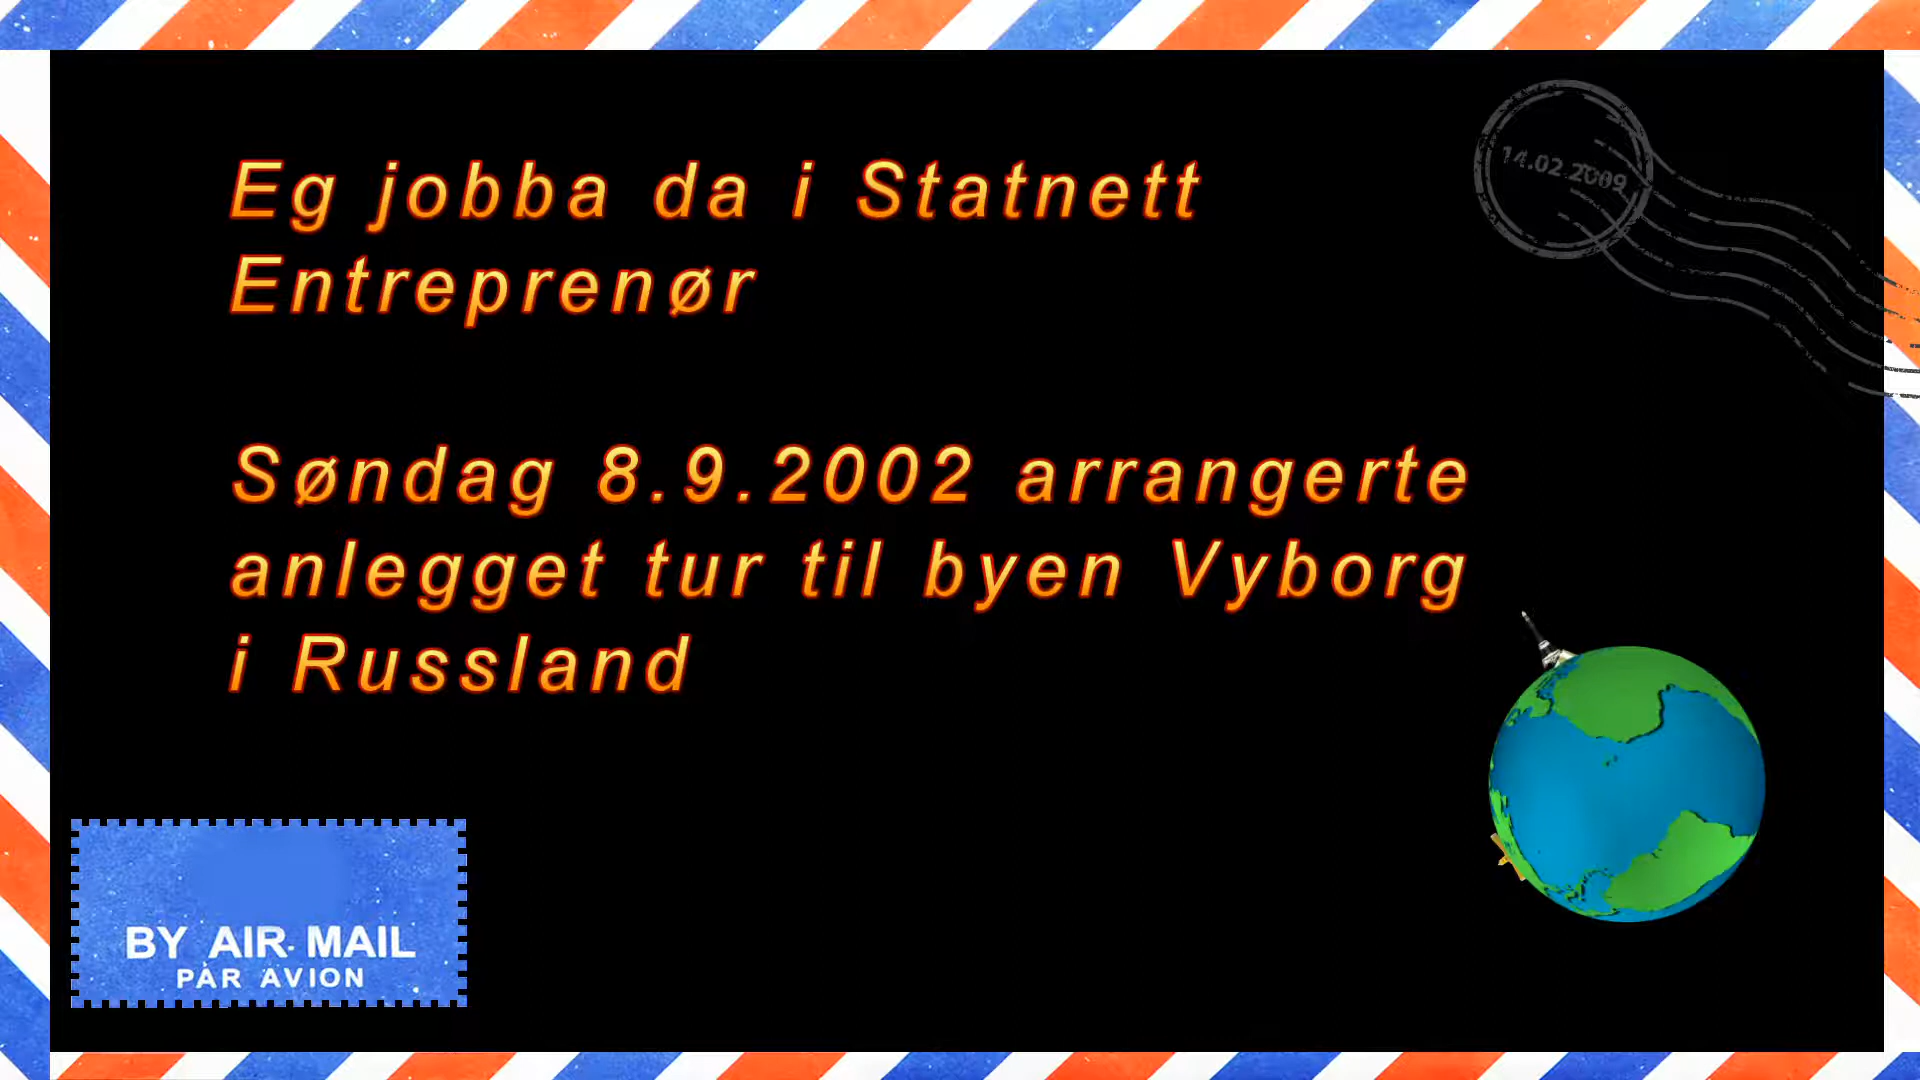 Eg jobba da i Statnett
Entreprenør
Søndag 8.9.2002 arrangerte
anlegget tur til byen Vyborg
i Russland
14.02.2009
BY AIR MAIL
PAR AVION